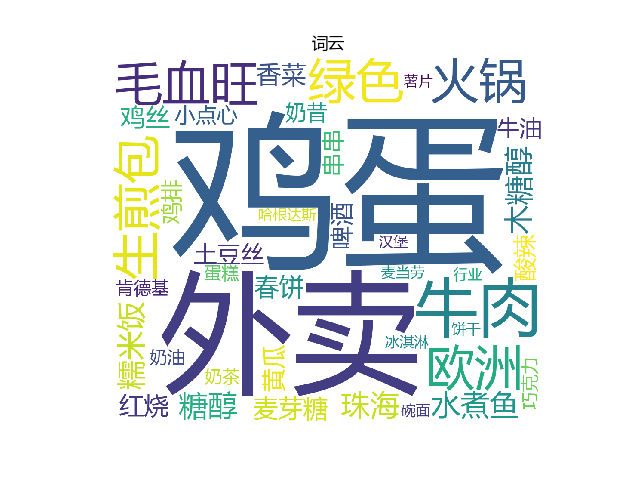 词云
毛血旺
香菜
绿色
薯片
火锅
鸡丝
小点心
奶昔
牛油
鸡蛋
串串
生煎包
鸡排
木糖醇
哈根达斯
啤酒
汉堡
酸辣
土豆丝
蛋糕
麦当劳
行业
肯德基
春饼
外卖
牛肉
糯米饭
饼干
冰淇淋
奶油
奶茶
黄瓜
欧洲
巧克力
红烧
糖醇
麦芽糖
珠海
碗面
水煮鱼